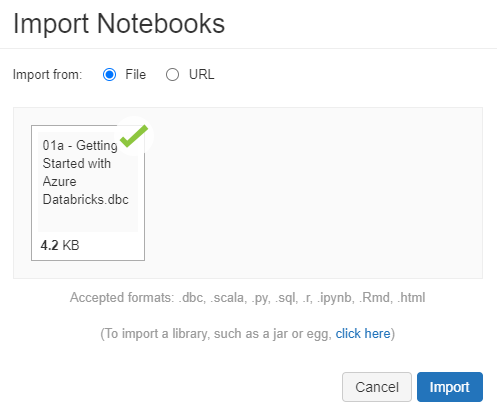 Import Notebooks
Import from: File URL
01a - Getting
Started with
Azure
Databricks.dbc
4.2 KB
Accepted formats: .dbc, .scala, .py, .sql, .r, .ipynb, .Rmd, .html
(To import a library, such as a jar or egg, click here)
Cancel Import